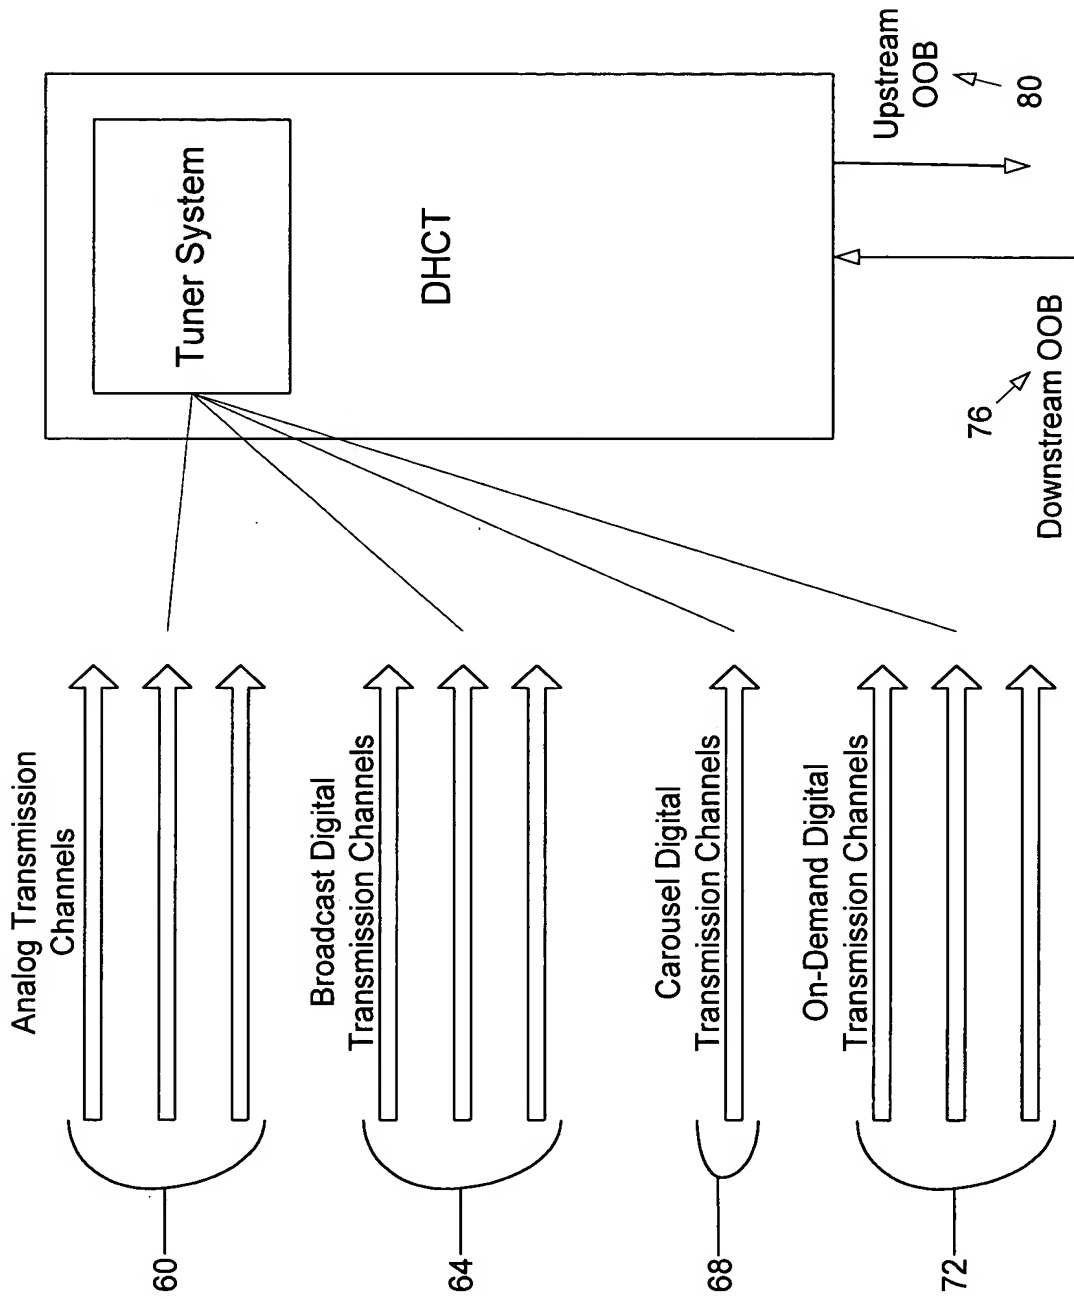 Analog Transmission
Channels
60
Broadcast Digital
Transmission Channels
64
Carousel Digital
Transmission Channels
68
On-Demand Digital
Transmission Channels
72
Tuner System
DHCT
76
Downstream OOB
Upstream
OOB
80